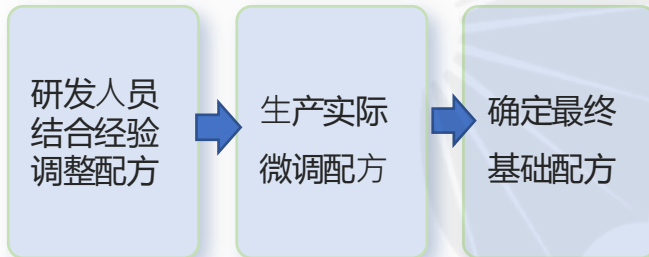 研发人员
结合经验
调整配方
生产实际
微调配方
确定最终
基础配方